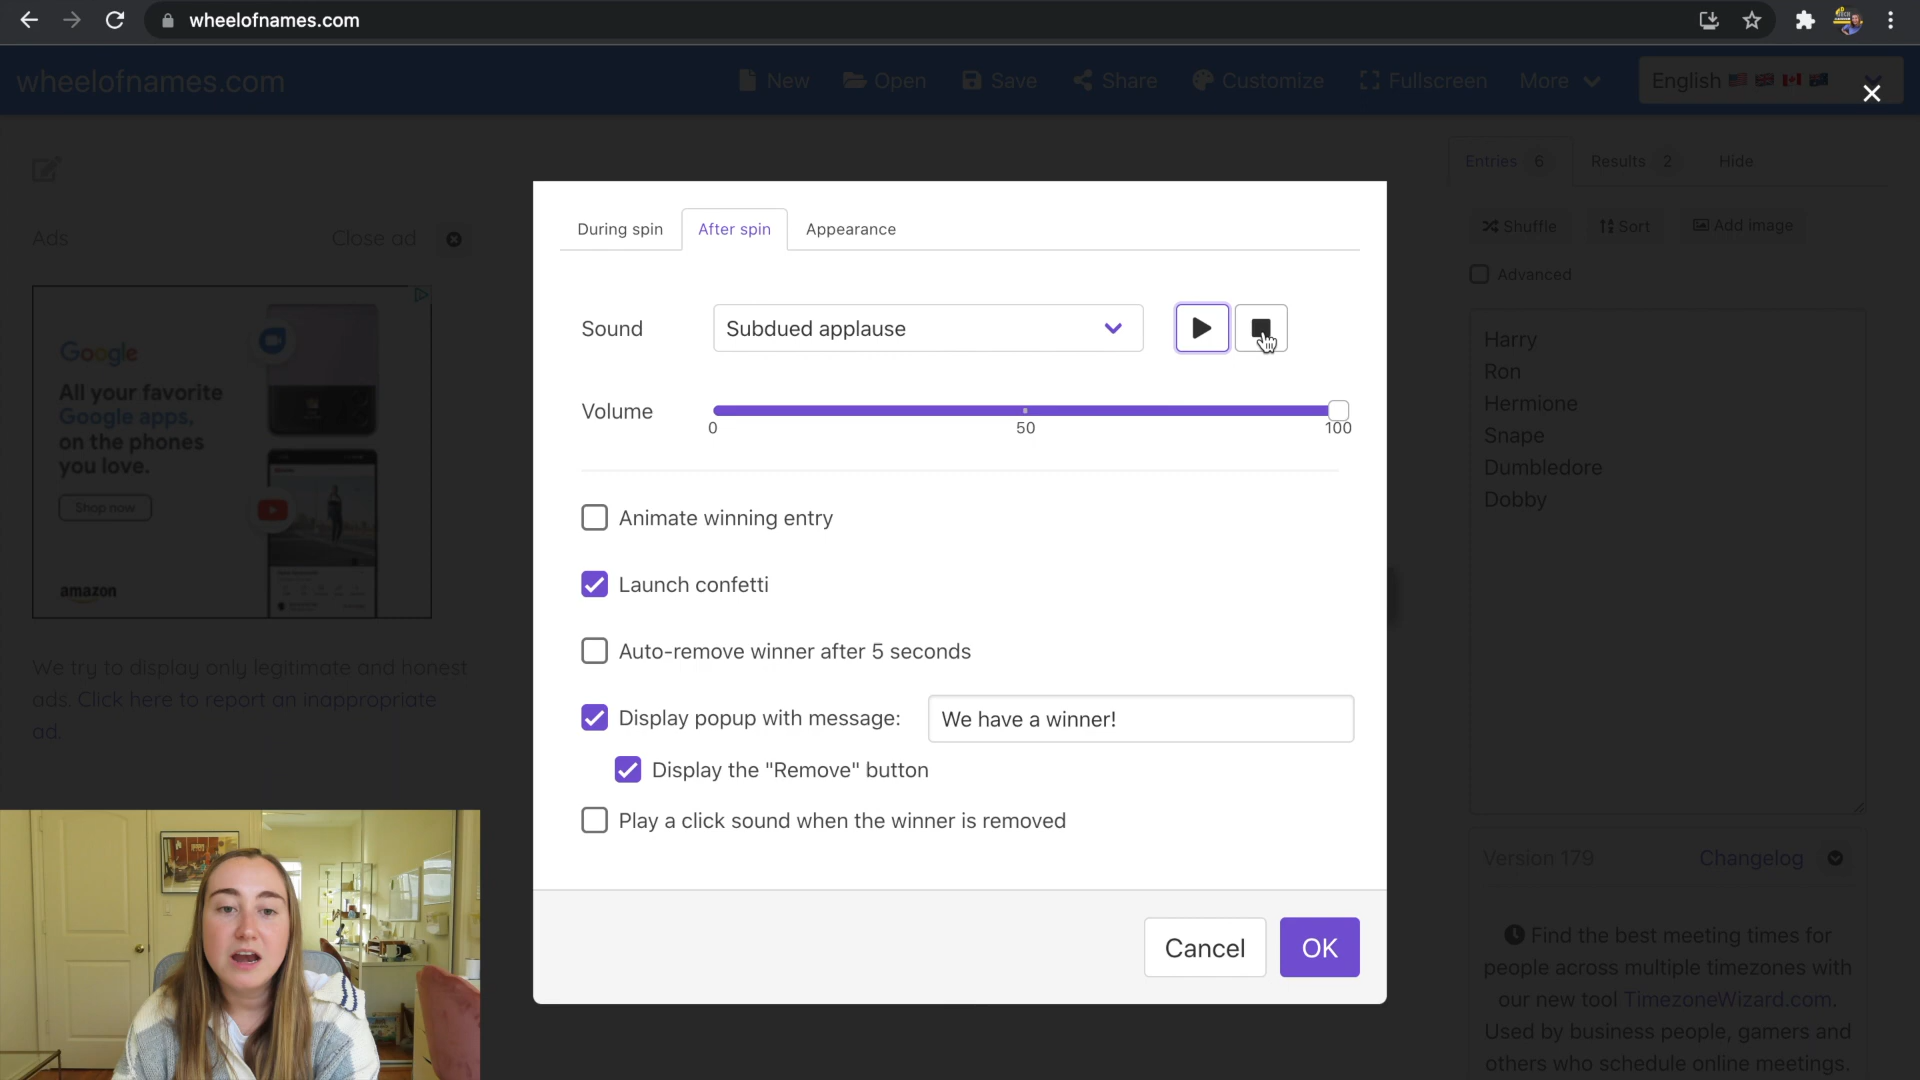 wheelofnames.com
wheelofnames.com
New
Open
Save
Share
Customize
Fullscreen
More
English
Entries 6
Results 2
Hide
Shuffle
Sort
Add image
Advanced
Harry
Ron
Hermione
Snape
Dumbledore
Dobby
Ads
Close ad
Google
All your favorite
Google apps,
on the phones
you love.
Shop now
amazon
We try to display only legitimate and honest
ads. Click here to report an inappropriate
ad.
During spin
After spin
Appearance
Sound
Subdued applause
Volume
0
50
100
Animate winning entry
Launch confetti
Auto-remove winner after 5 seconds
Display popup with message:
We have a winner!
Display the "Remove" button
Play a click sound when the winner is removed
Cancel
OK
Version 179
Changelog
Find the best meeting times for
people across multiple timezones with
our new tool TimezoneWizard.com.
Used by business people, gamers and
others who schedule online meetings.